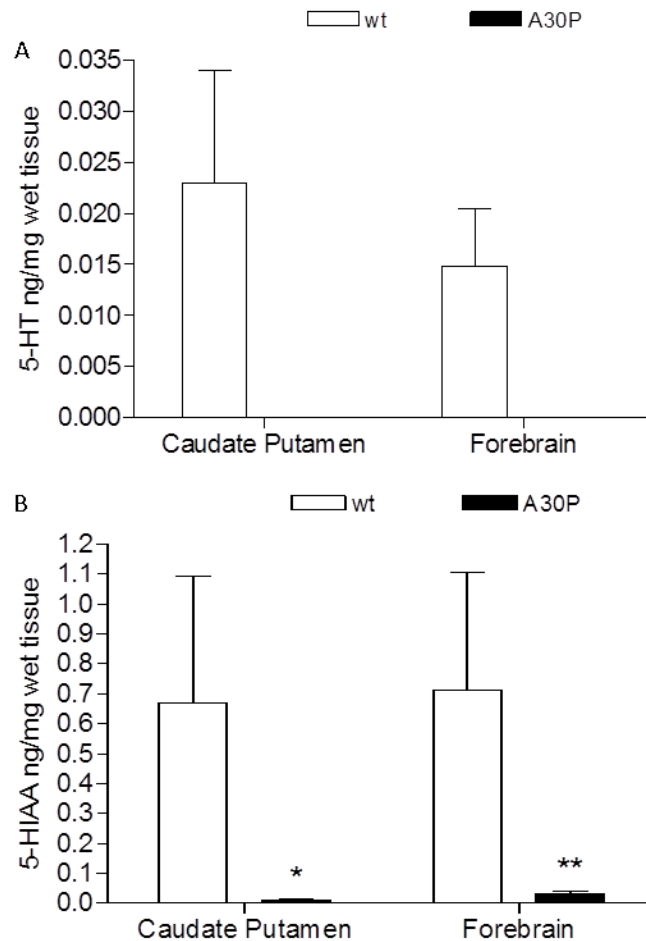 wt A30P
A
0.035
0.030
0.025
0.020
0.015
0.010
0.005
0.000
5-HT ng/mg wet tissue
Caudate Putamen Forebrain
B
wt A30P
1.2
1.1
1.0
0.9
0.8
0.7
0.6
0.5
0.4
0.3
0.2
0.1
0.0
5-HIAA ng/mg wet tissue
* **
Caudate Putamen Forebrain